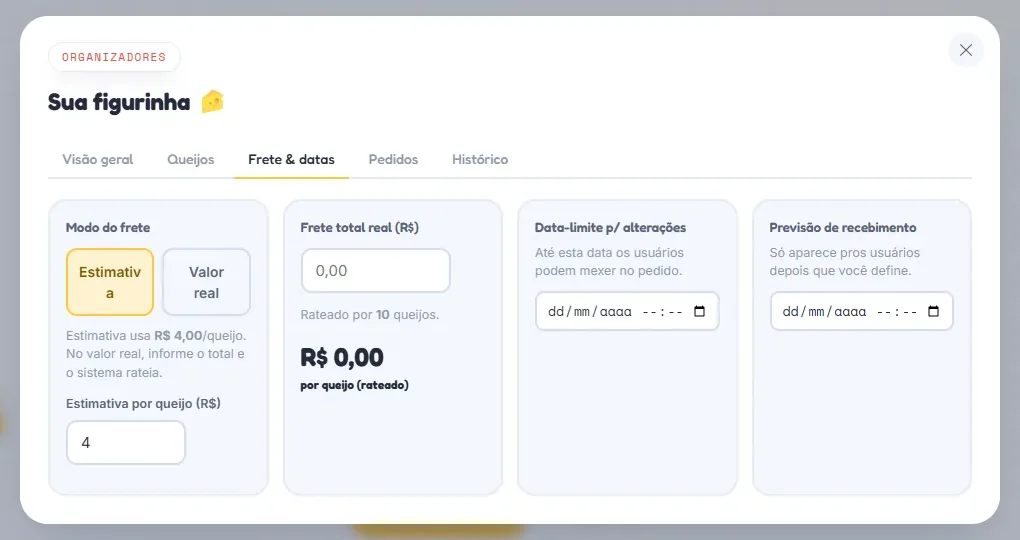 ORGANIZADORES
Sua figurinha
Visão geral
Queijos
Frete & datas
Pedidos
Histórico
Modo do frete
Estimativ
a
Valor
real
Estimativa usa R$ 4,00/queijo.
No valor real, informe o total e
o sistema rateia.
Estimativa por queijo (R$)
4
Frete total real (R$)
0,00
Rateado por 10 queijos.
R$ 0,00
por queijo (rateado)
Data-limite p/ alterações
Até esta data os usuários
podem mexer no pedido.
dd/mm/aaaa --:--
Previsão de recebimento
Só aparece pros usuários
depois que você define.
dd/mm/aaaa --:--